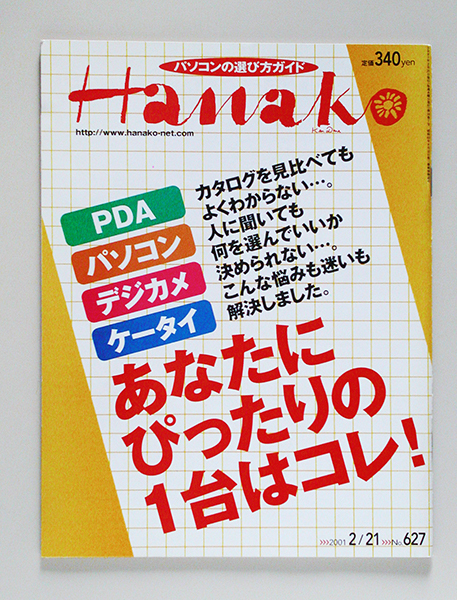 パソコンの選び方ガイド
定価340yen
Hanako
http://www.hanako-net.com
カタログを見比べても
よくわからない…。
人に聞いても
何を選んでいいか
決められない…。
こんな悩みも迷いも
解決しました。
PDA
パソコン
デジカメ
ケータイ
あなたに
ぴったりの
1台はコレ!
>>>2001 2/21 >>>No.627